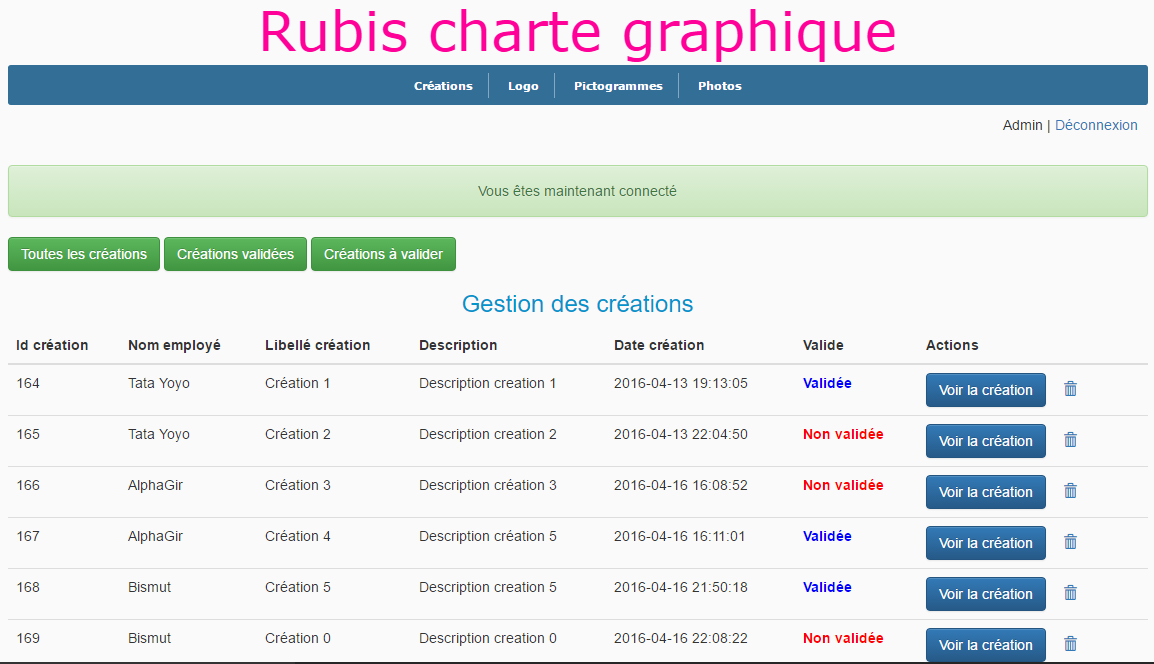 Rubis charte graphique
Créations Logo Pictogrammes Photos
Admin | Déconnexion
Vous êtes maintenant connecté
Toutes les créations Créations validées Créations à valider
Gestion des créations
Id création Nom employé Libellé création Description Date création Valide Actions
164 Tata Yoyo Création 1 Description creation 1 2016-04-13 19:13:05 Validée Voir la création
165 Tata Yoyo Création 2 Description creation 2 2016-04-13 22:04:50 Non validée Voir la création
166 AlphaGir Création 3 Description création 3 2016-04-16 16:08:52 Non validée Voir la création
167 AlphaGir Création 4 Description création 5 2016-04-16 16:11:01 Validée Voir la création
168 Bismut Création 5 Description création 5 2016-04-16 21:50:18 Validée Voir la création
169 Bismut Création 0 Description création 0 2016-04-16 22:08:22 Non validée Voir la création